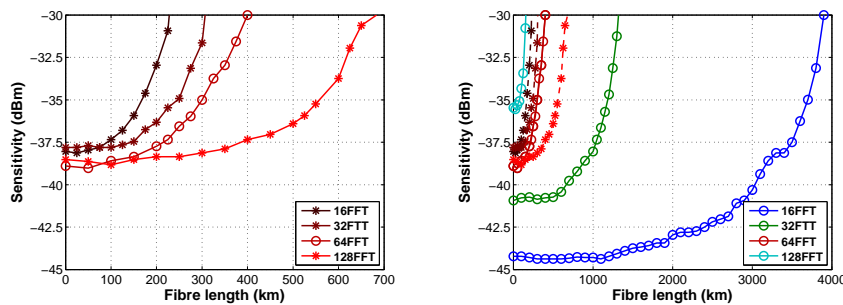 −30
−32.5
−35
−37.5
−40
−42.5
−45
Sensitivity (dBm)
0 100 200 300 400 500 600 700
Fibre length (km)
16FFT
32FTT
64FFT
128FFT
−30
−32.5
−35
−37.5
−40
−42.5
−45
Sensitivity (dBm)
0 1000 2000 3000 4000
Fibre length (km)
16FFT
32FTT
64FFT
128FFT